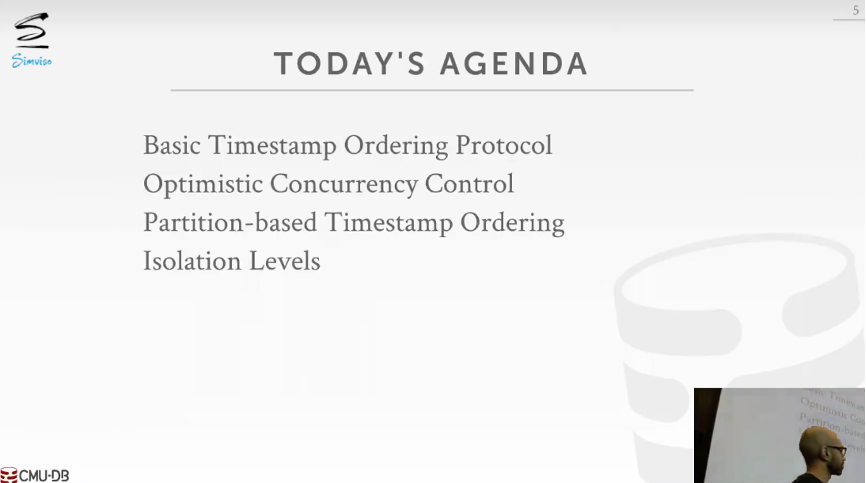 5
Simviso
TODAY'S AGENDA
Basic Timestamp Ordering Protocol
Optimistic Concurrency Control
Partition-based Timestamp Ordering
Isolation Levels
CMU·DB